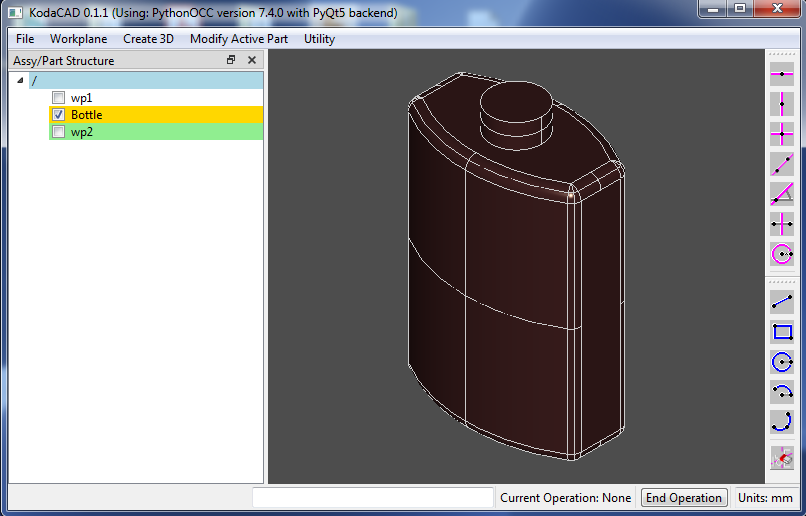 KodaCAD 0.1.1 (Using: PythonOCC version 7.4.0 with PyQt5 backend)
File Workplane Create 3D Modify Active Part Utility
Assy/Part Structure
/
wp1
Bottle
wp2
Current Operation: None End Operation Units: mm